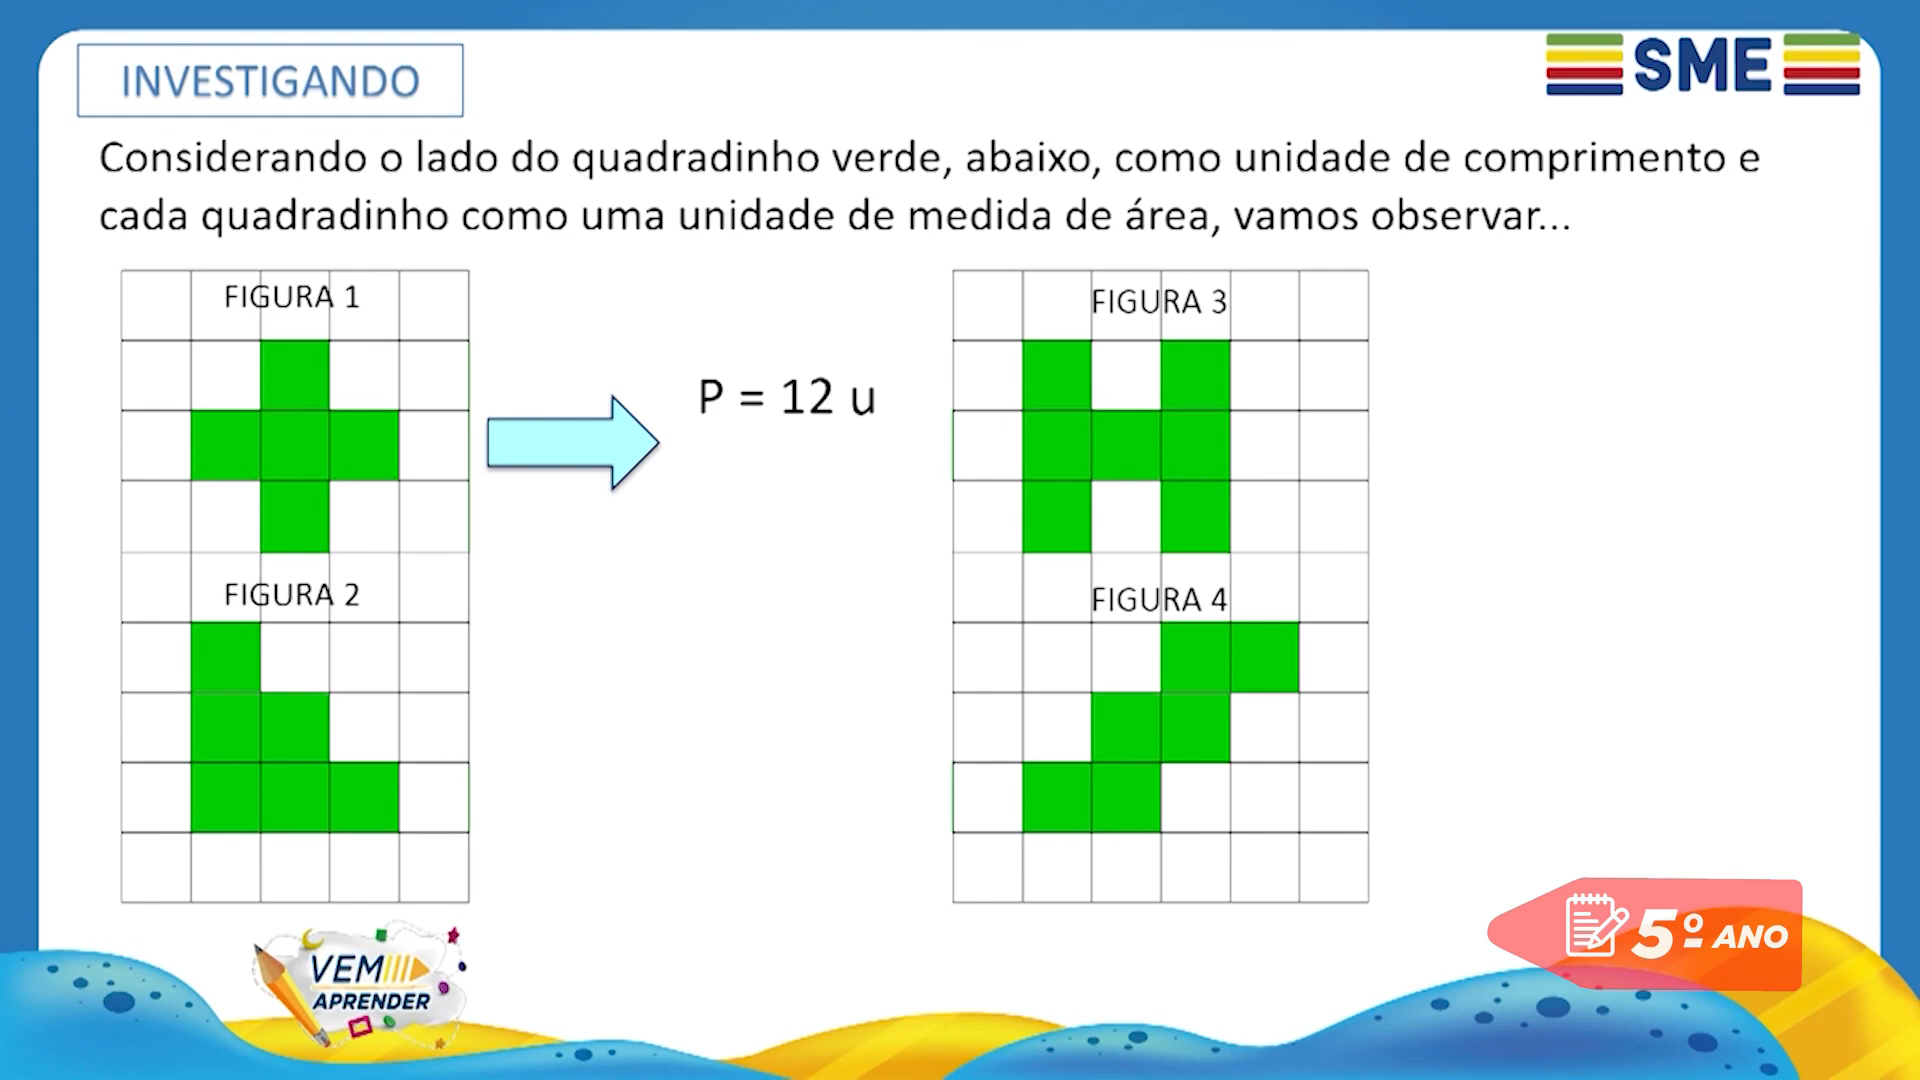 INVESTIGANDO
SME
Considerando o lado do quadradinho verde, abaixo, como unidade de comprimento e
cada quadradinho como uma unidade de medida de área, vamos observar...
FIGURA 1
P = 12 u
FIGURA 3
FIGURA 2
FIGURA 4
VEM
APRENDER
5º ANO